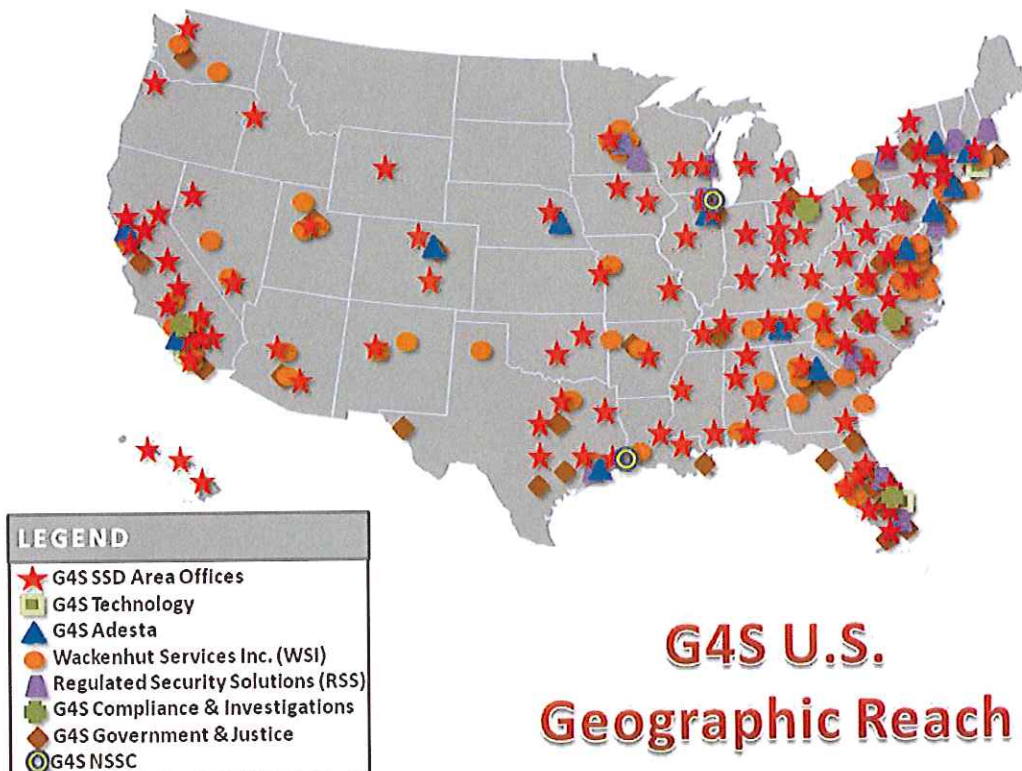 LEGEND
G4S SSD Area Offices
G4S Technology
G4S Adesta
Wackenhut Services Inc. (WSI)
Regulated Security Solutions (RSS)
G4S Compliance & Investigations
G4S Government & Justice
G4S NSSC
G4S U.S.
Geographic Reach